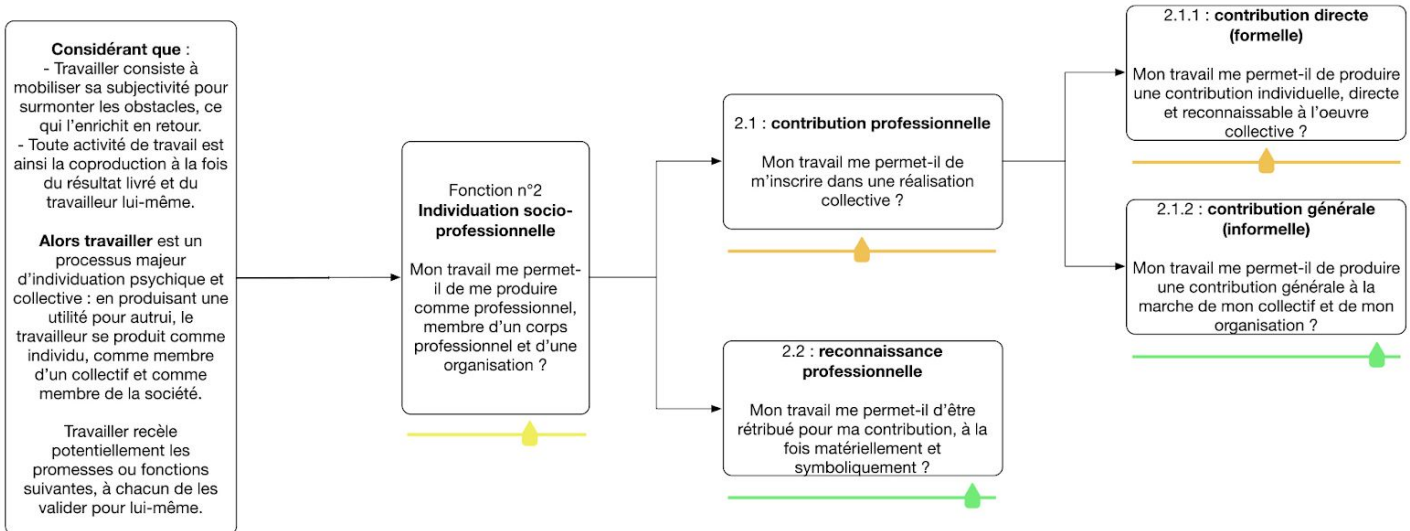 Considérant que :
- Travailler consiste à
mobiliser sa subjectivité pour
surmonter les obstacles, ce
qui l'enrichit en retour.
- Toute activité de travail est
ainsi la coproduction à la fois
du résultat livré et du
travailleur lui-même.
Alors travailler est un
processus majeur
d'individuation psychique et
collective : en produisant une
utilité pour autrui, le
travailleur se produit comme
individu, comme membre
d'un collectif et comme
membre de la société.
Travailler recèle
potentiellement les
promesses ou fonctions
suivantes, à chacun de les
valider pour lui-même.
Fonction n°2
Individuation socio-
professionnelle
Mon travail me permet-
il de me produire
comme professionnel,
membre d'un corps
professionnel et d'une
organisation ?
2.1 : contribution professionnelle
Mon travail me permet-il de
m'inscrire dans une réalisation
collective ?
2.2 : reconnaissance
professionnelle
Mon travail me permet-il d'être
rétribué pour ma contribution, à la
fois matériellement et
symboliquement ?
2.1.1 : contribution directe
(formelle)
Mon travail me permet-il de produire
une contribution individuelle, directe
et reconnaissable à l'oeuvre
collective ?
2.1.2 : contribution générale
(informelle)
Mon travail me permet-il de produire
une contribution générale à la
marche de mon collectif et de mon
organisation ?